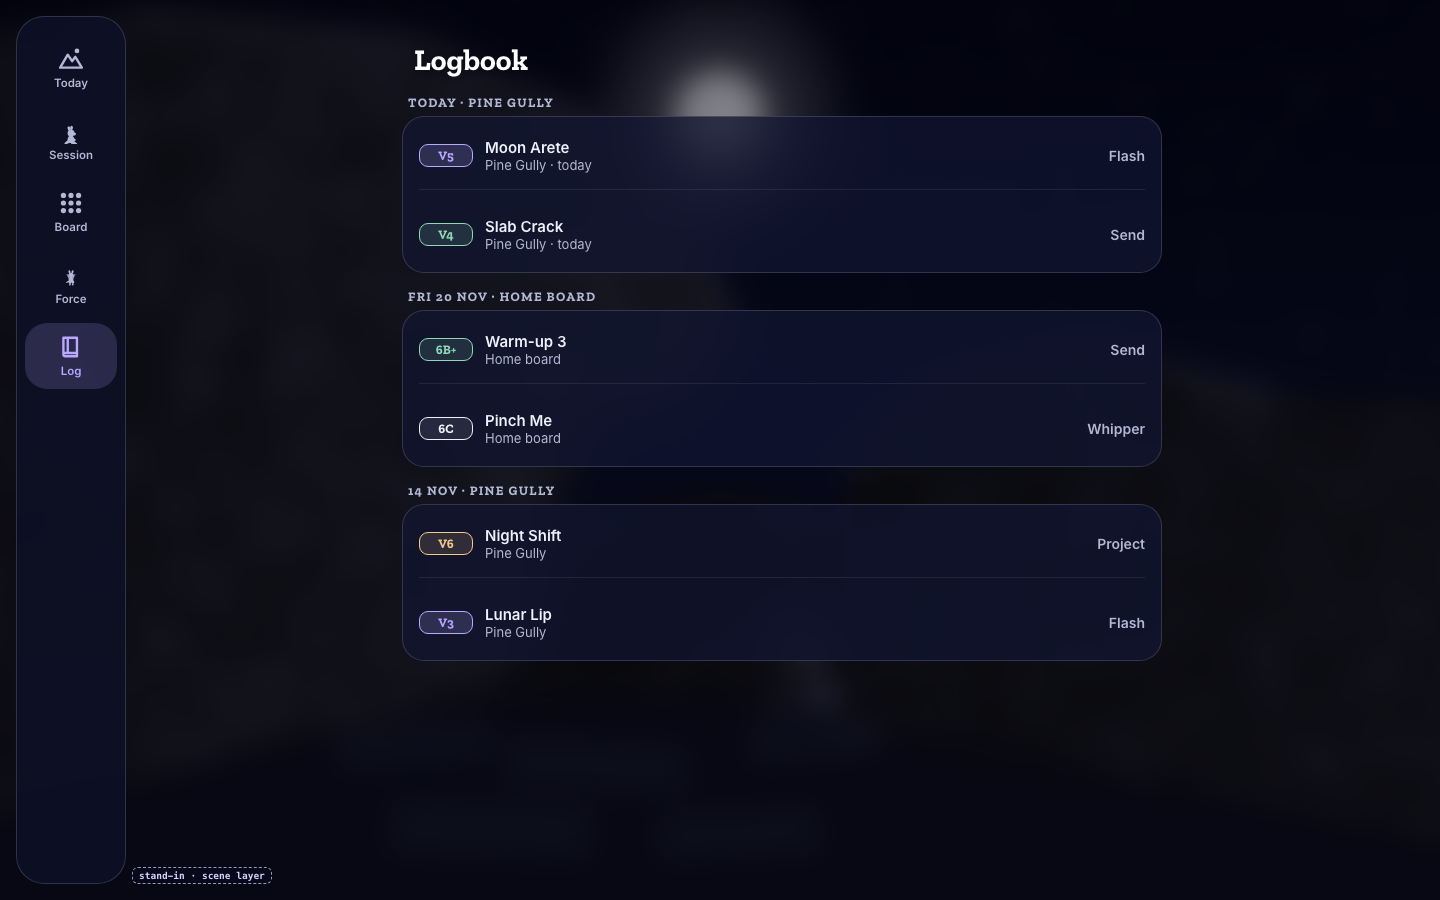 Today
Session
Board
Force
Log
Logbook
TODAY · PINE GULLY
V5
Moon Arete
Pine Gully · today
Flash
V4
Slab Crack
Pine Gully · today
Send
FRI 20 NOV · HOME BOARD
6B+
Warm-up 3
Home board
Send
6C
Pinch Me
Home board
Whipper
14 NOV · PINE GULLY
V6
Night Shift
Pine Gully
Project
V3
Lunar Lip
Pine Gully
Flash
stand-in · scene layer